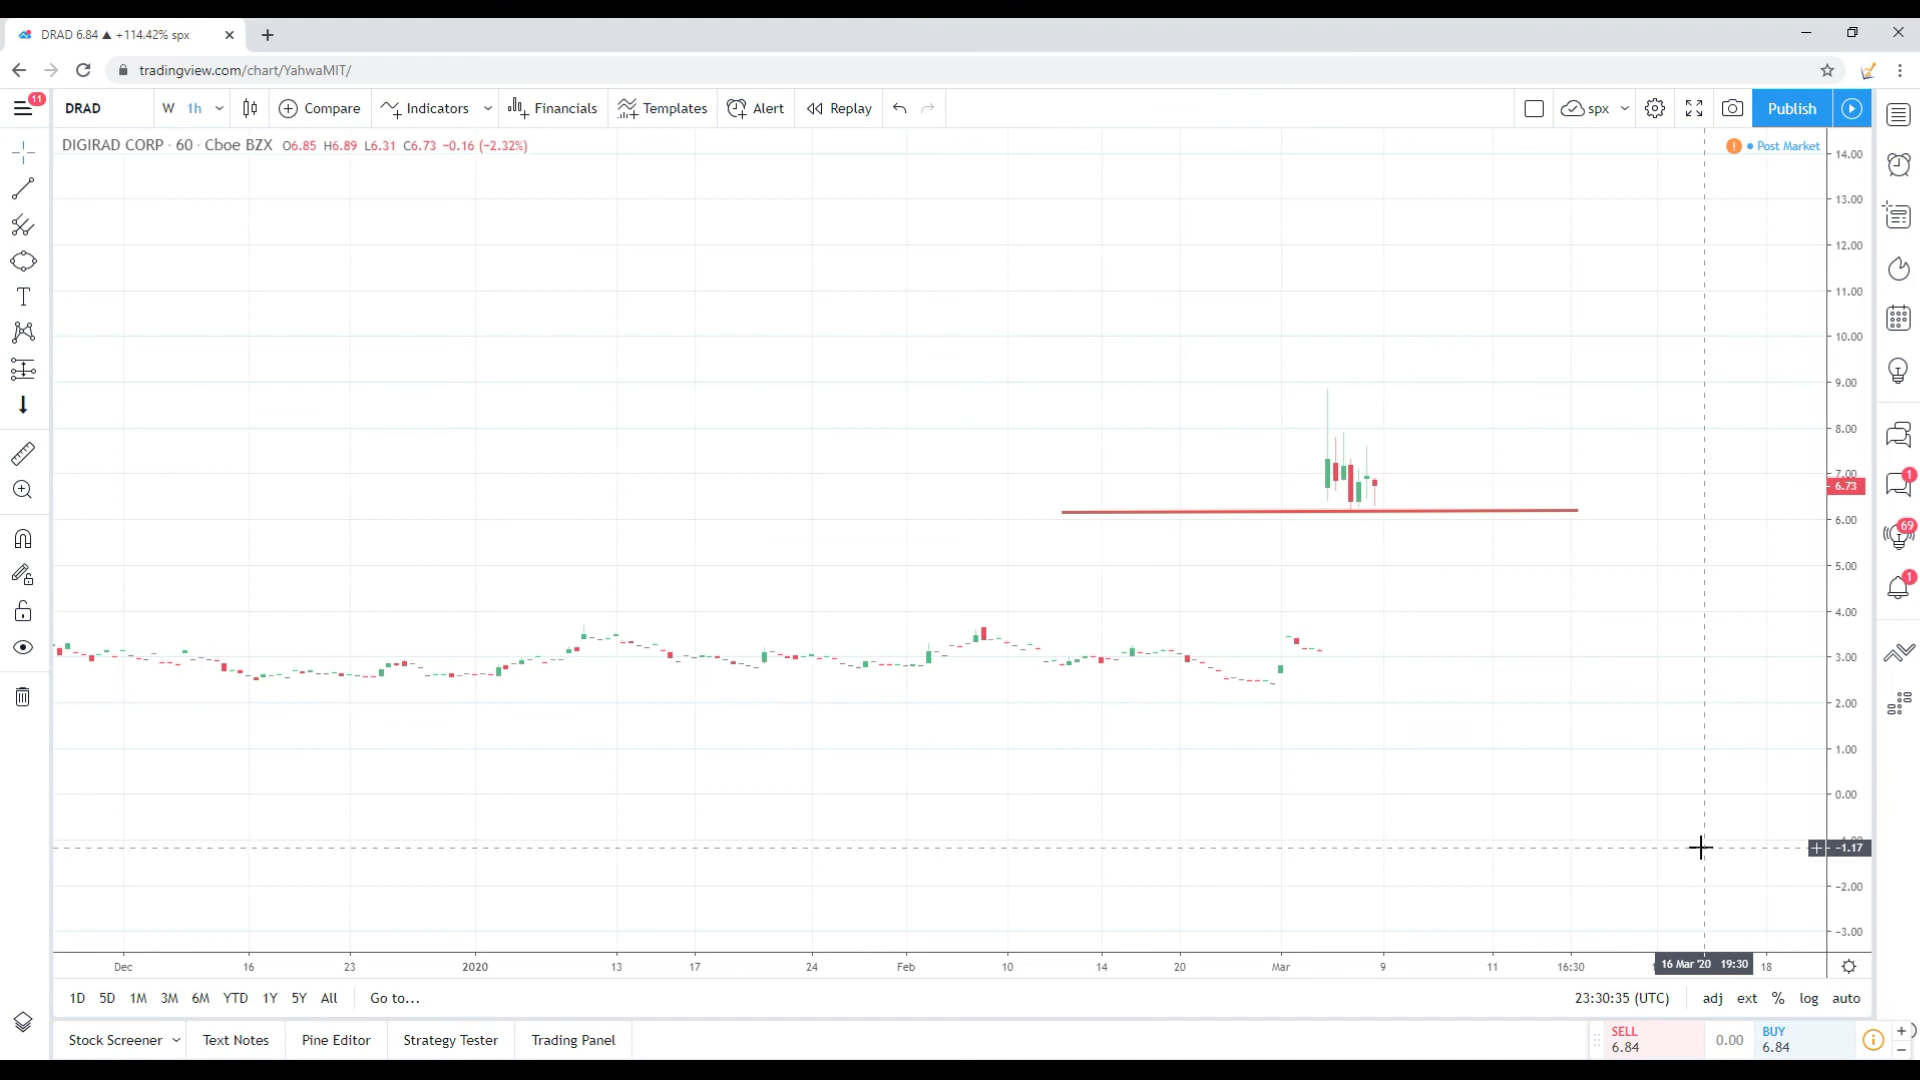 DRAD 6.84 ▲ +114.42% spx
tradingview.com/chart/YahwaMIT/
11
DRAD W 1h Compare Indicators Financials Templates Alert Replay spx Publish
DIGIRAD CORP · 60 · Cboe BZX O6.85 H6.89 L6.31 C6.73 −0.16 (−2.32%)
Post Market
14.00
13.00
12.00
11.00
10.00
9.00
8.00
7.00
6.73
6.00
5.00
4.00
3.00
2.00
1.00
0.00
−1.17
−2.00
−3.00
1
69
1
Dec 16 23 2020 13 17 24 Feb 10 14 20 Mar 9 11 16:30 16 Mar '20 19:30 18
1D 5D 1M 3M 6M YTD 1Y 5Y All Go to... 23:30:35 (UTC) adj ext % log auto
Stock Screener Text Notes Pine Editor Strategy Tester Trading Panel
SELL
6.84
0.00
BUY
6.84